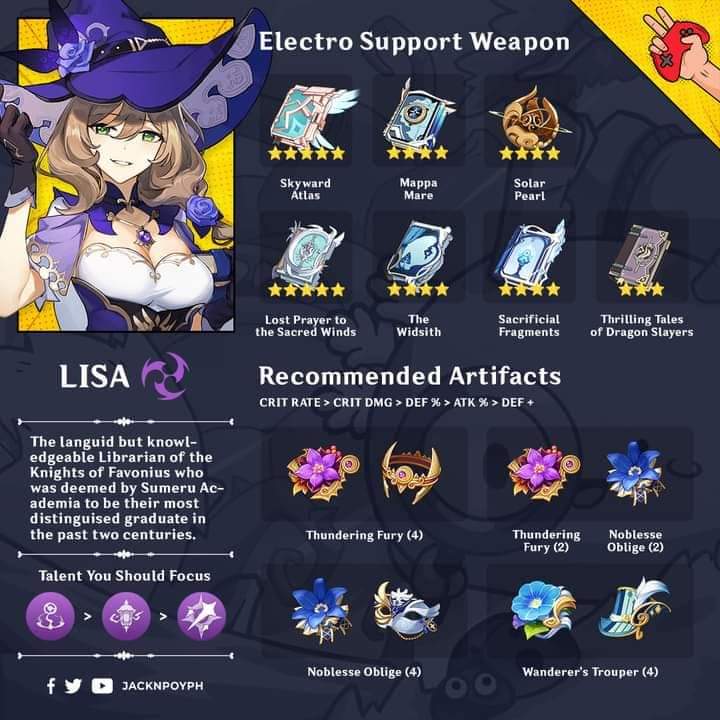 Electro Support Weapon
Skyward
Atlas
Mappa
Mare
Solar
Pearl
Lost Prayer to
the Sacred Winds
The
Widsith
Sacrificial
Fragments
Thrilling Tales
of Dragon Slayers
LISA
The languid but knowl-
edgeable Librarian of the
Knights of Favonius who
was deemed by Sumeru Ac-
ademia to be their most
distinguised graduate in
the past two centuries.
Talent You Should Focus
> >
JACKNPOYPH
Recommended Artifacts
CRIT RATE > CRIT DMG > DEF % > ATK % > DEF +
Thundering Fury (4)
Thundering
Fury (2)
Noblesse
Oblige (2)
Noblesse Oblige (4)
Wanderer's Trouper (4)